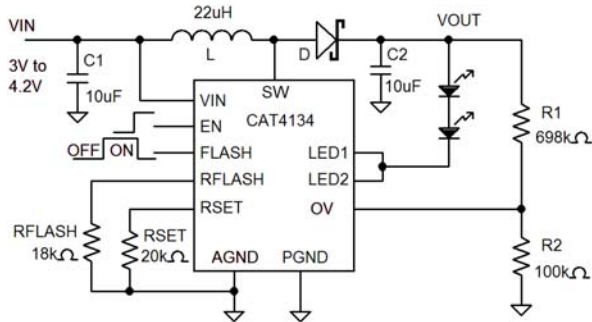 22uH
VIN
VOUT
L
D
C1
C2
3V to
4.2V
10uF
10uF
SW
VIN
CAT4134
R1
698kΩ
EN
OFF ON
FLASH
LED1
RFLASH
LED2
RSET
OV
RFLASH
18kΩ
RSET
20kΩ
AGND
PGND
R2
100kΩ